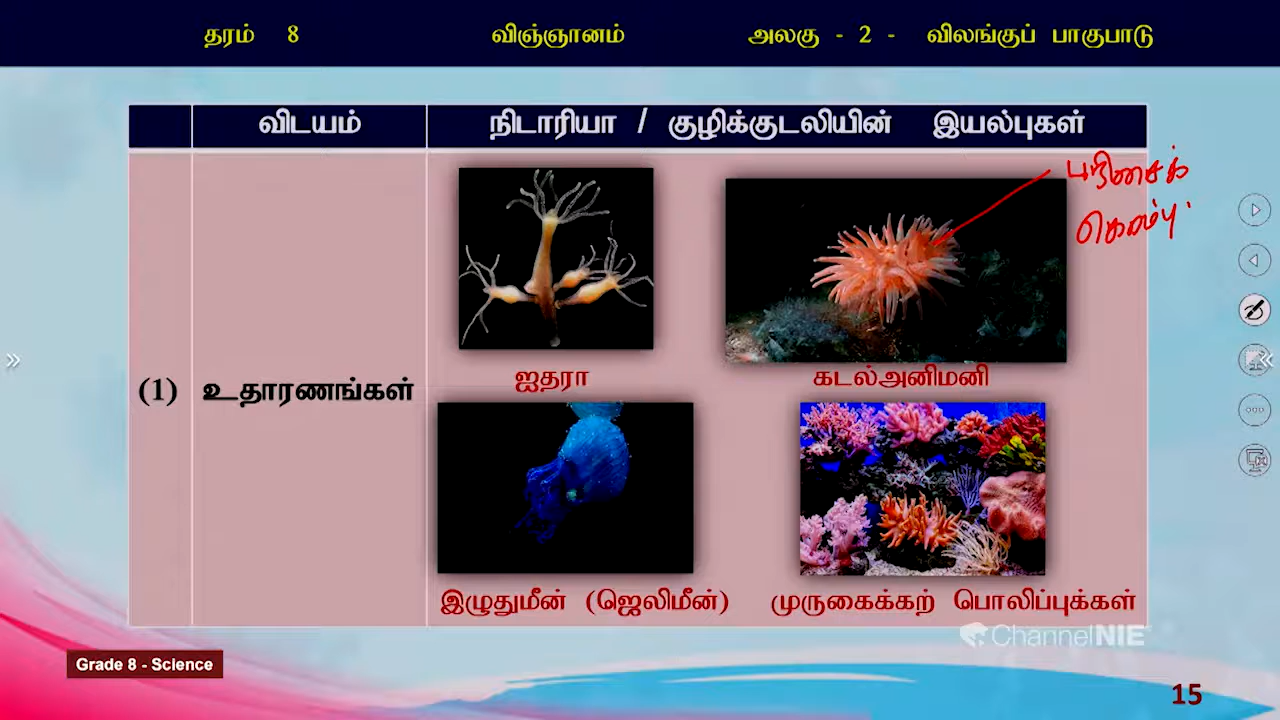 தரம் 8 விஞ்ஞானம் அலகு - 2 - விலங்குப் பாகுபாடு
விடயம் நிடாரியா / குழிக்குடலியின் இயல்புகள்
பரிசைக்
கொம்பு
ஐதரா கடல்அனிமனி
(1) உதாரணங்கள்
இழுதுமீன் (ஜெலிமீன்) முருகைக்கற் பொலிப்புக்கள்
ChannelNIE
Grade 8 - Science
15